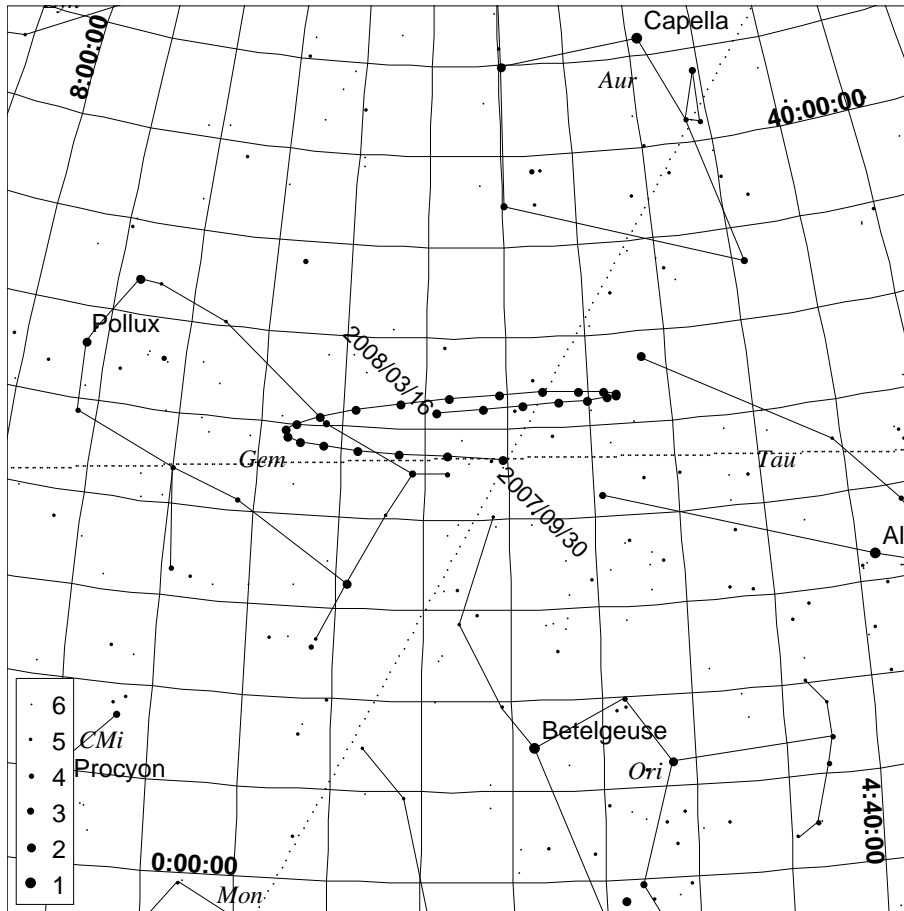 Capella
8:00:00
Aur
40:00:00
Pollux
2008/03/16
Gem
Tau
2007/09/30
Al
6
5
4
3
2
1
CMi
Procyon
Betelgeuse
Ori
4:40:00
0:00:00
Mon